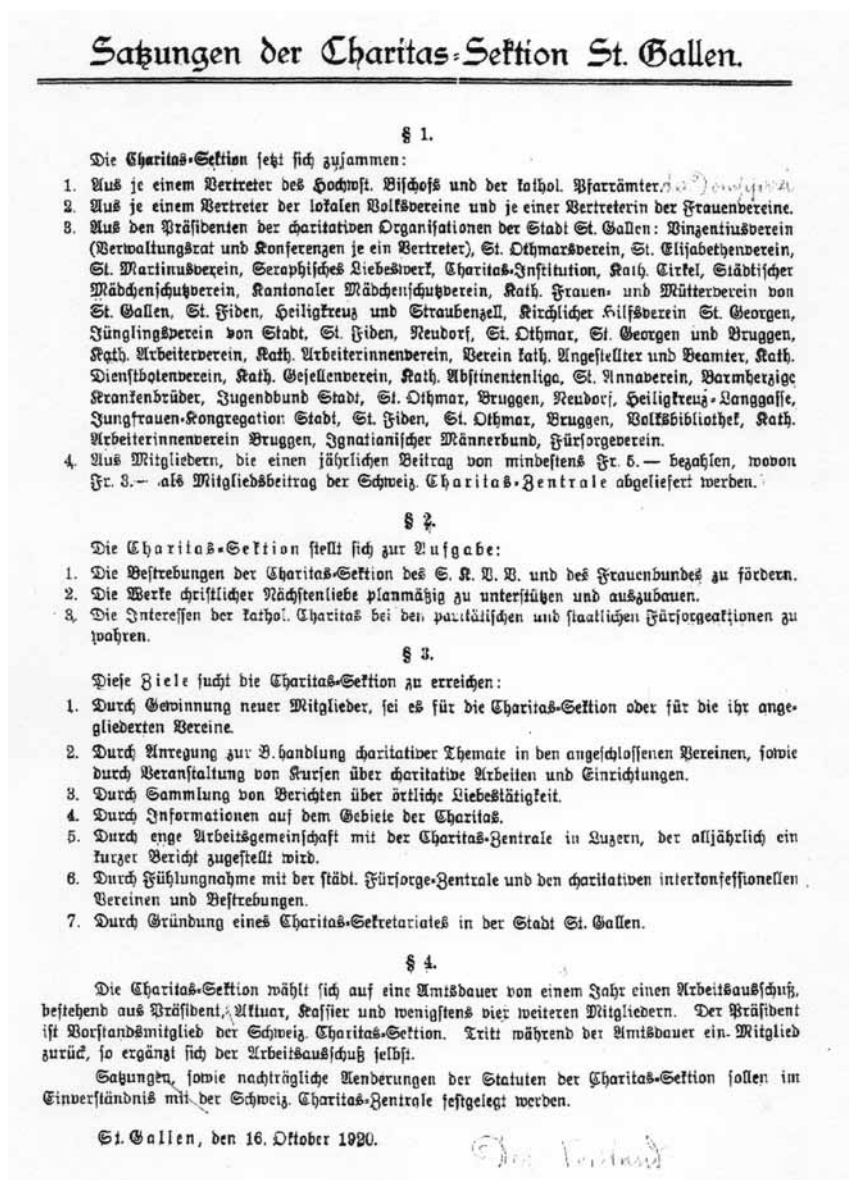 Satzungen der Charitas-Sektion St. Gallen.
§ 1.
Die Charitas-Sektion setzt sich zusammen:
1. Aus je einem Vertreter des Hochwst. Bischofs und der kathol. Pfarrämter.
2. Aus je einem Vertreter der lokalen Volksvereine und je einer Vertreterin der Frauenvereine.
3. Aus den Präsidenten der charitativen Organisationen der Stadt St. Gallen: Vinzentiusverein
(Verwaltungsrat und Konferenzen je ein Vertreter), St. Othmarsverein, St. Elisabethenverein,
St. Martinusverein, Seraphisches Liebeswerk, Charitas-Institution, Kath. Cirkel, Städtischer
Mädchenschutzverein, Kantonaler Mädchenschutzverein, Kath. Frauen- und Mütterverein von
St. Gallen, St. Fiden, Heiligkreuz und Straubenzell, Kirchlicher Hilfsverein St. Georgen,
Jünglingsverein von Stadt, St. Fiden, Neudorf, St. Othmar, St. Georgen und Bruggen,
Kath. Arbeiterverein, Kath. Arbeiterinnenverein, Verein kath. Angestellter und Beamter, Kath.
Dienstbotenverein, Kath. Gesellenverein, Kath. Abstinentenliga, St. Annaverein, Barmherzige
Krankenbrüder, Jugendbund Stadt, St. Othmar, Bruggen, Neudorf, Heiligkreuz-Langgasse,
Jungfrauen-Kongregation Stadt, St. Fiden, St. Othmar, Bruggen, Volksbibliothek, Kath.
Arbeiterinnenverein Bruggen, Ignatianischer Männerbund, Fürsorgeverein.
4. Aus Mitgliedern, die einen jährlichen Beitrag von mindestens Fr. 5.— bezahlen, wovon
Fr. 3.— als Mitgliedsbeitrag der Schweiz. Charitas-Zentrale abgeliefert werden.
§ 2.
Die Charitas-Sektion stellt sich zur Aufgabe:
1. Die Bestrebungen der Charitas-Sektion des S. K. V. V. und des Frauenbundes zu fördern.
2. Die Werke christlicher Nächstenliebe planmäßig zu unterstützen und auszubauen.
3. Die Interessen der kathol. Charitas bei den paritätischen und staatlichen Fürsorgeaktionen zu
wahren.
§ 3.
Diese Ziele sucht die Charitas-Sektion zu erreichen:
1. Durch Gewinnung neuer Mitglieder, sei es für die Charitas-Sektion oder für die ihr ange-
gliederten Vereine.
2. Durch Anregung zur B.handlung charitativer Themate in den angeschlossenen Vereinen, sowie
durch Veranstaltung von Kursen über charitative Arbeiten und Einrichtungen.
3. Durch Sammlung von Berichten über örtliche Liebestätigkeit.
4. Durch Informationen auf dem Gebiete der Charitas.
5. Durch enge Arbeitsgemeinschaft mit der Charitas-Zentrale in Luzern, der alljährlich ein
kurzer Bericht zugestellt wird.
6. Durch Fühlungnahme mit der städt. Fürsorge-Zentrale und den charitativen interkonfessionellen
Vereinen und Bestrebungen.
7. Durch Gründung eines Charitas-Sekretariates in der Stadt St. Gallen.
§ 4.
Die Charitas-Sektion wählt sich auf eine Amtsdauer von einem Jahr einen Arbeitsausschuß,
bestehend aus Präsident, Aktuar, Kassier und wenigstens vier weiteren Mitgliedern. Der Präsident
ist Vorstandsmitglied der Schweiz. Charitas-Sektion. Tritt während der Amtsdauer ein Mitglied
zurück, so ergänzt sich der Arbeitsausschuß selbst.
Satzungen, sowie nachträgliche Aenderungen der Statuten der Charitas-Sektion sollen im
Einverständnis mit der Schweiz. Charitas-Zentrale festgelegt werden.
St. Gallen, den 16. Oktober 1920.
Der Vorstand